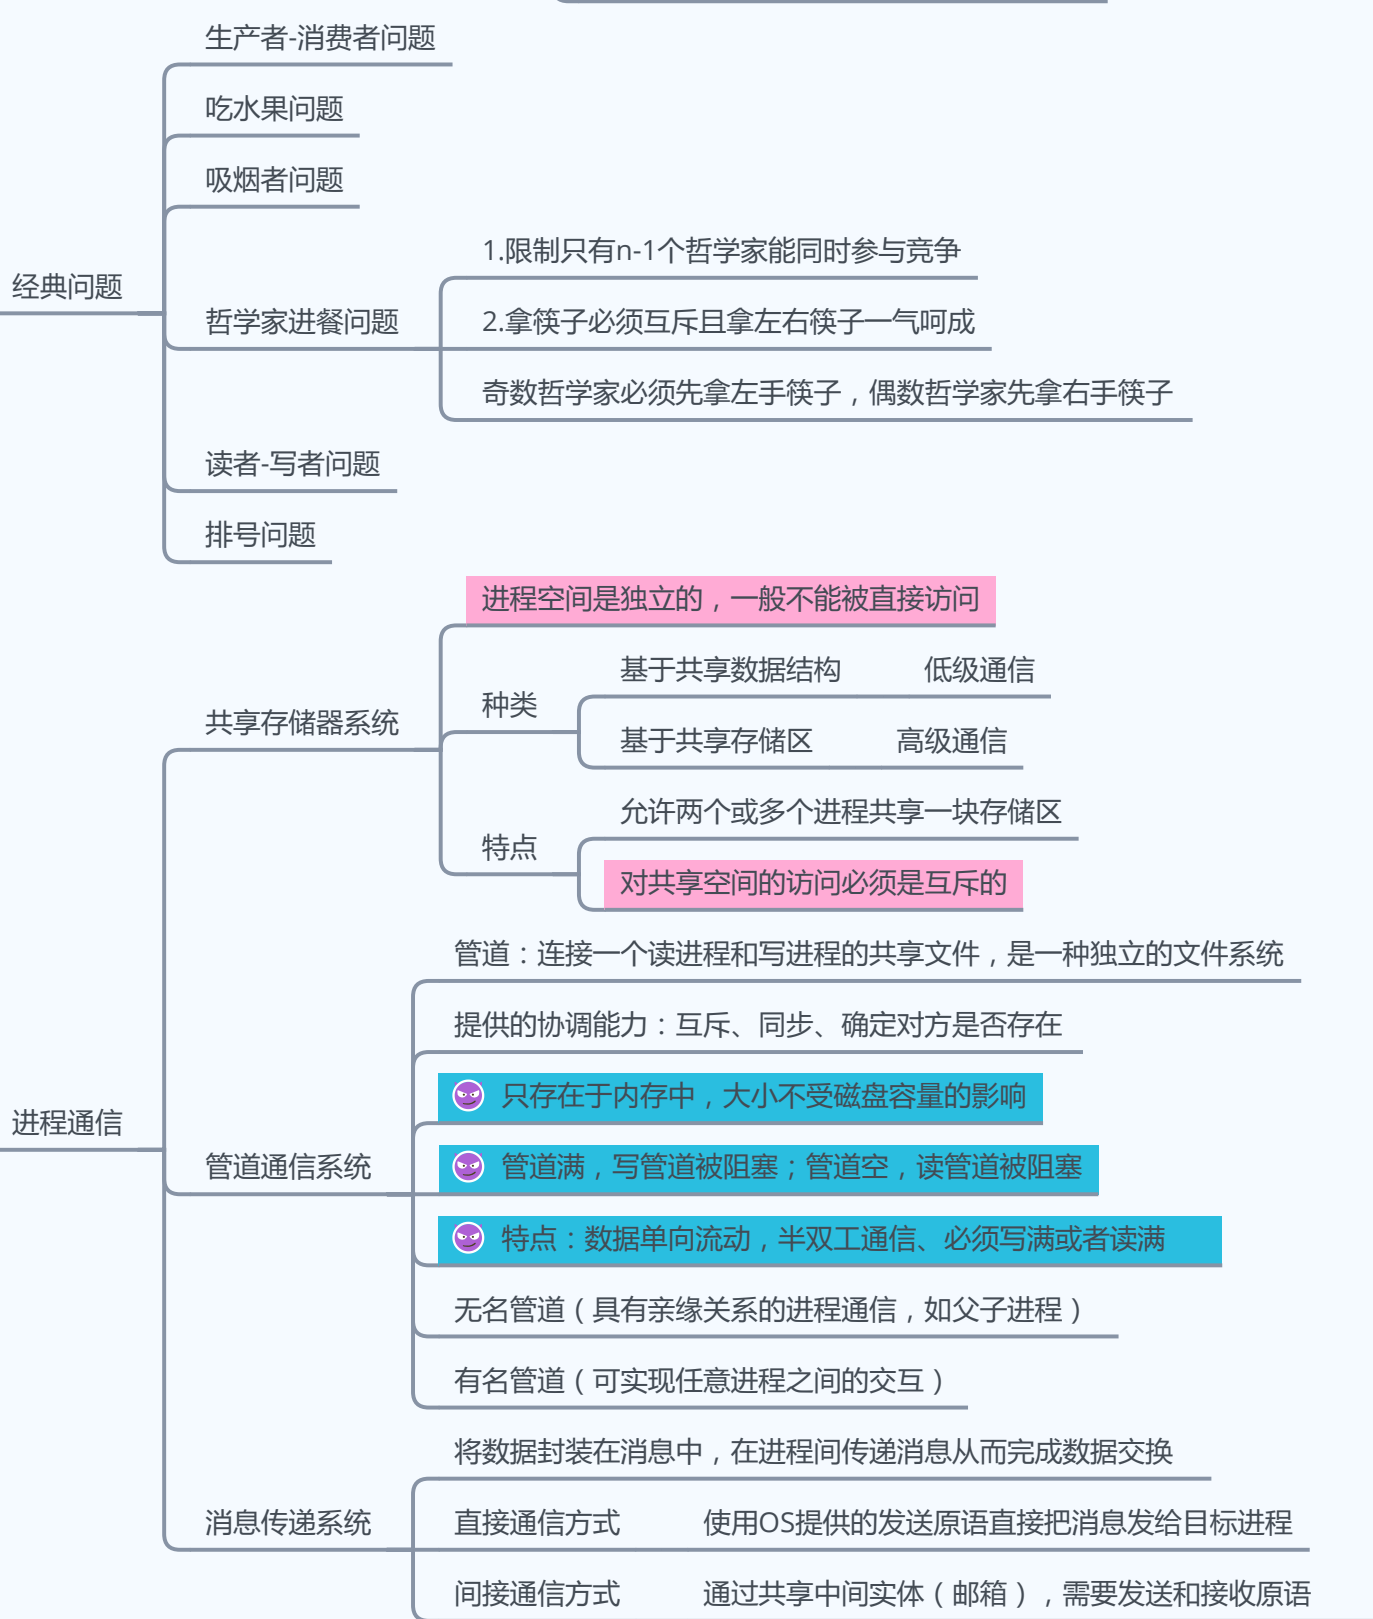 生产者-消费者问题
吃水果问题
吸烟者问题
1.限制只有n-1个哲学家能同时参与竞争
经典问题
哲学家进餐问题
2.拿筷子必须互斥且拿左右筷子一气呵成
奇数哲学家必须先拿左手筷子，偶数哲学家先拿右手筷子
读者-写者问题
排号问题
进程空间是独立的，一般不能被直接访问
基于共享数据结构 低级通信
种类
共享存储器系统
基于共享存储区 高级通信
允许两个或多个进程共享一块存储区
特点
对共享空间的访问必须是互斥的
管道：连接一个读进程和写进程的共享文件，是一种独立的文件系统
提供的协调能力：互斥、同步、确定对方是否存在
只存在于内存中，大小不受磁盘容量的影响
进程通信
管道通信系统
管道满，写管道被阻塞；管道空，读管道被阻塞
特点：数据单向流动，半双工通信、必须写满或者读满
无名管道（具有亲缘关系的进程通信，如父子进程）
有名管道（可实现任意进程之间的交互）
将数据封装在消息中，在进程间传递消息从而完成数据交换
消息传递系统
直接通信方式 使用OS提供的发送原语直接把消息发给目标进程
间接通信方式 通过共享中间实体（邮箱），需要发送和接收原语